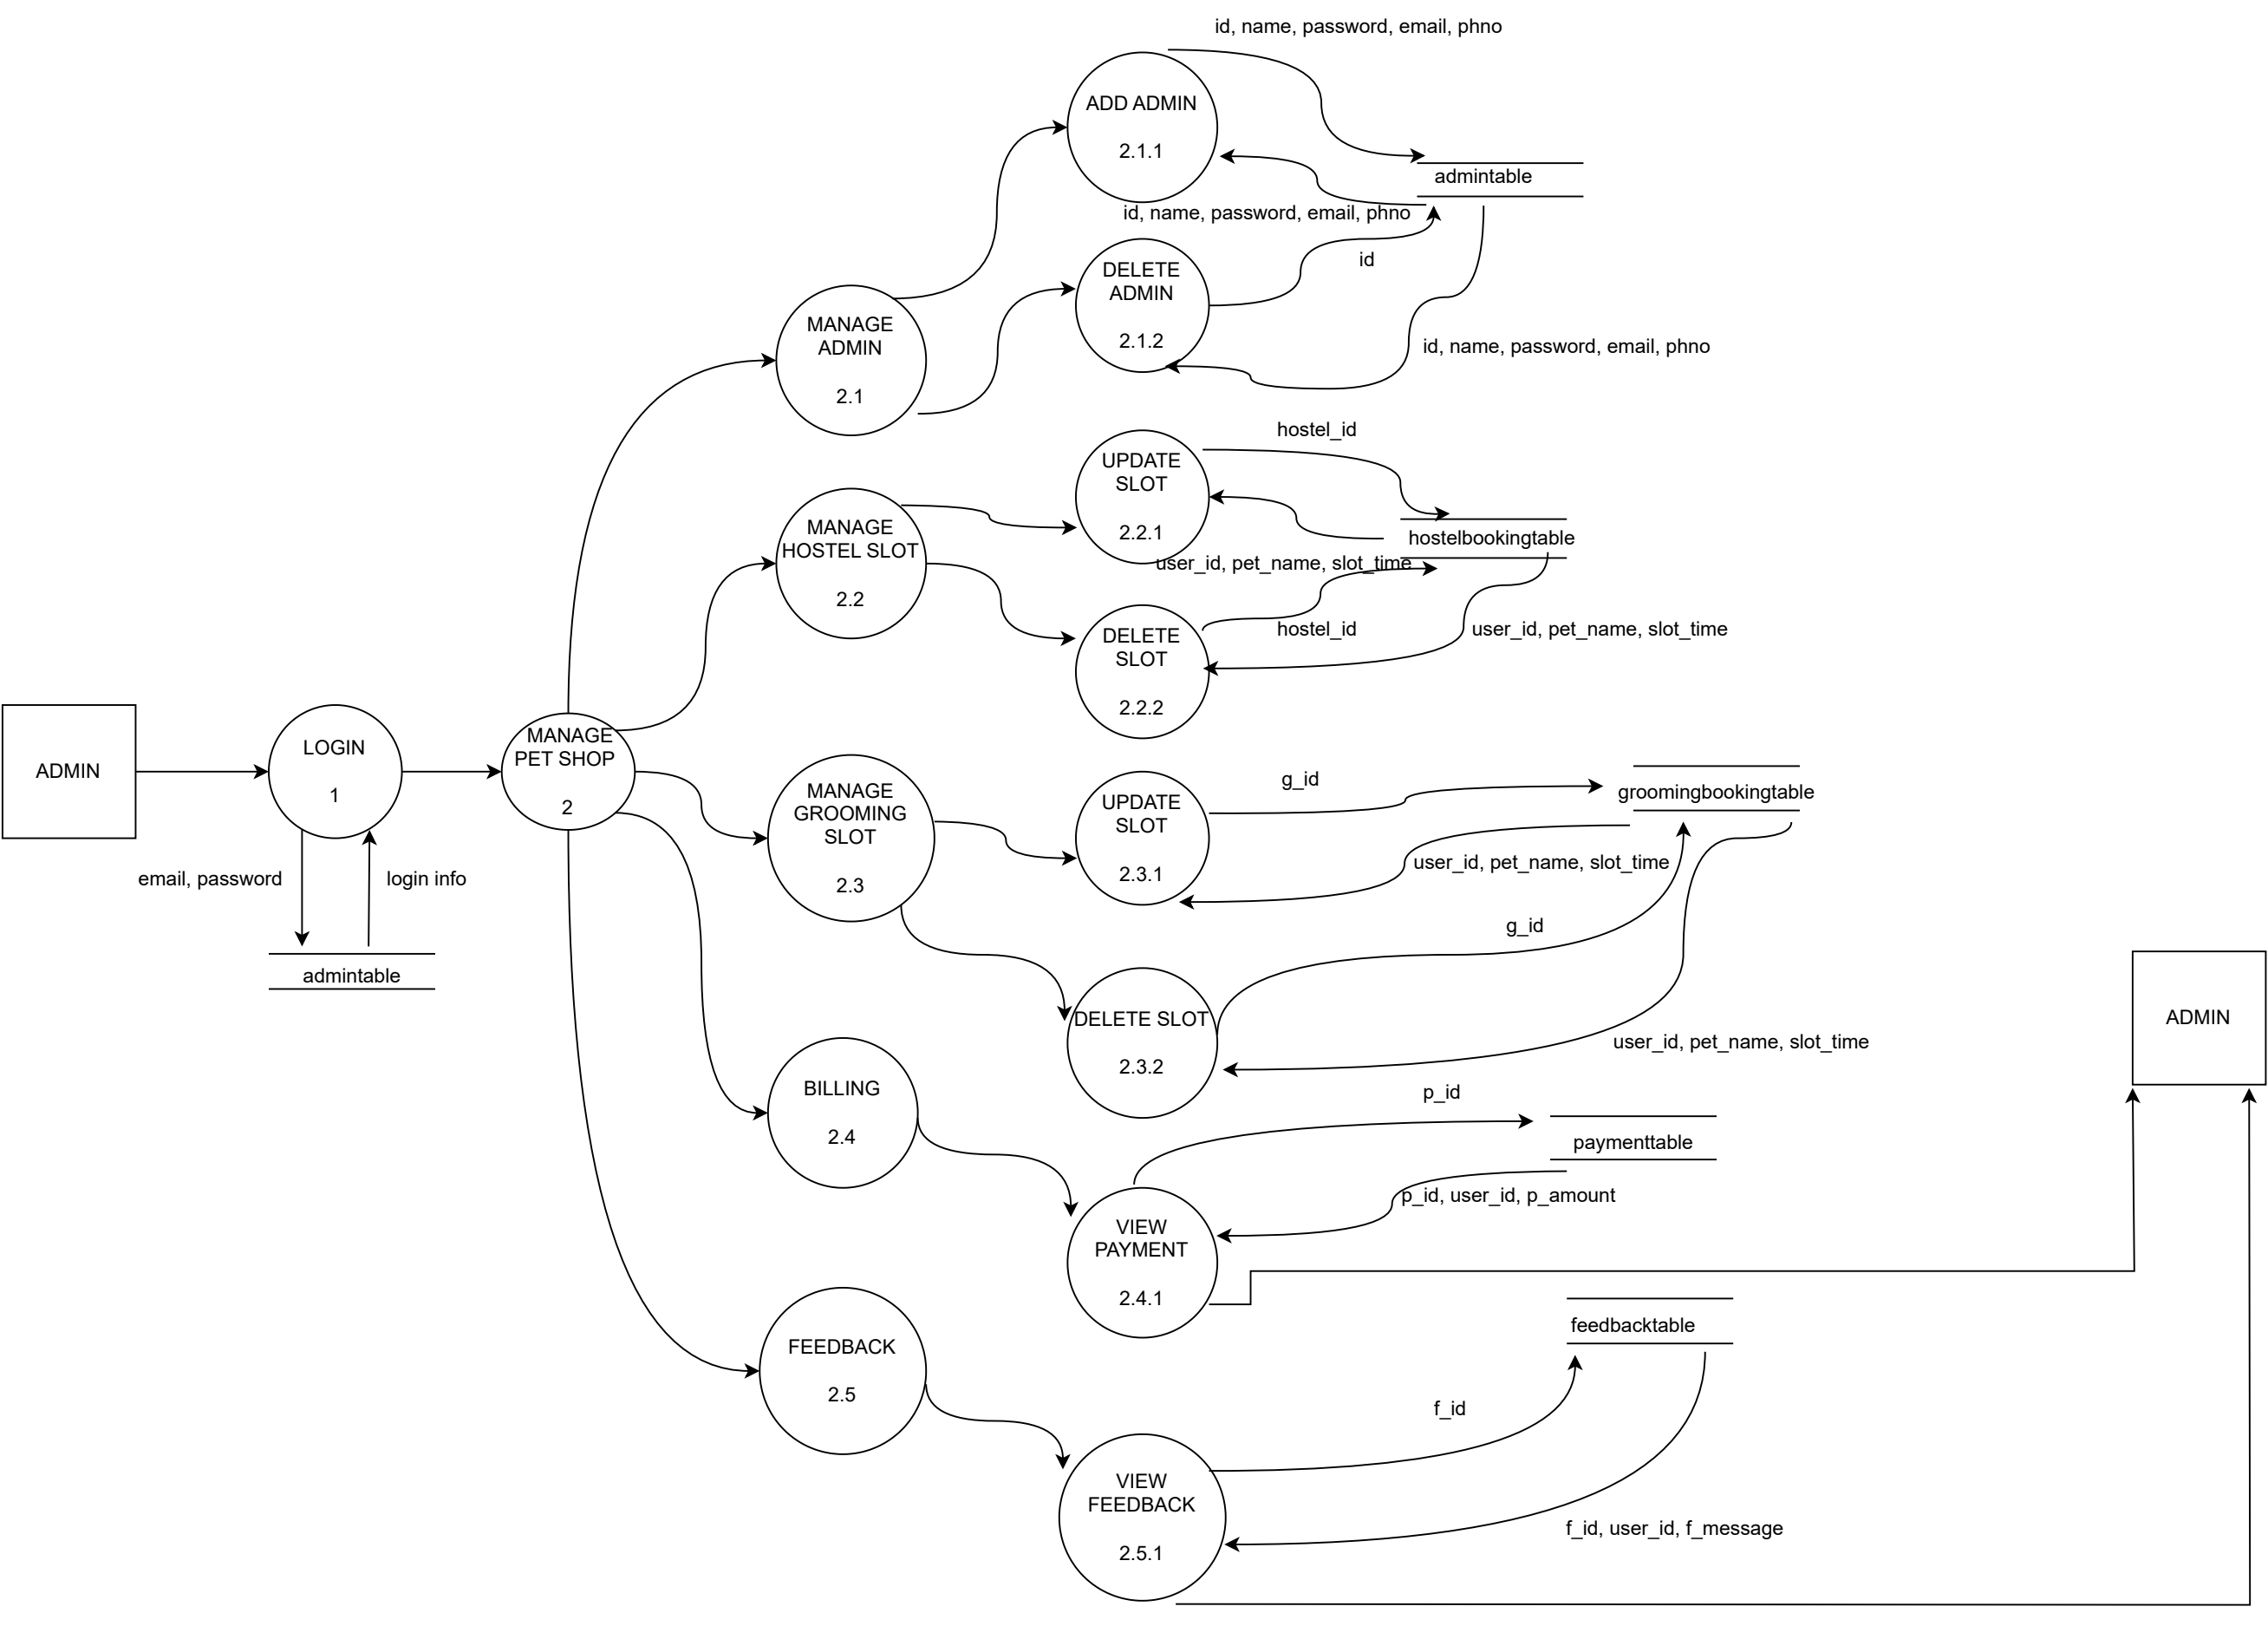 id, name, password, email, phno
ADD ADMIN
2.1.1
admintable
id, name, password, email, phno
DELETE
ADMIN
2.1.2
id
id, name, password, email, phno
MANAGE
ADMIN
2.1
hostel_id
UPDATE
SLOT
2.2.1
hostelbookingtable
user_id, pet_name, slot_time
MANAGE
HOSTEL SLOT
2.2
DELETE
SLOT
2.2.2
hostel_id
user_id, pet_name, slot_time
ADMIN
LOGIN
1
MANAGE
PET SHOP
2
email, password
login info
admintable
MANAGE
GROOMING
SLOT
2.3
UPDATE
SLOT
2.3.1
g_id
groomingbookingtable
user_id, pet_name, slot_time
g_id
DELETE SLOT
2.3.2
user_id, pet_name, slot_time
ADMIN
BILLING
2.4
p_id
paymenttable
p_id, user_id, p_amount
VIEW
PAYMENT
2.4.1
FEEDBACK
2.5
feedbacktable
f_id
VIEW
FEEDBACK
2.5.1
f_id, user_id, f_message